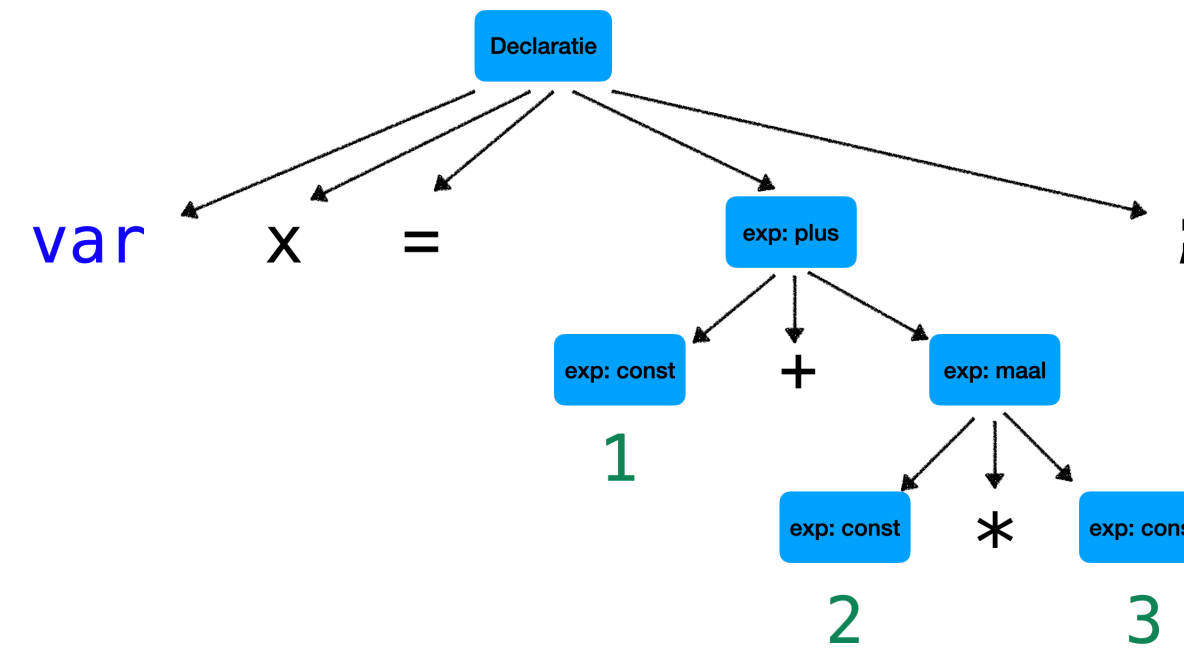 Declaratie
var x = exp: plus
exp: const + exp: maal
1
exp: const *
2 3